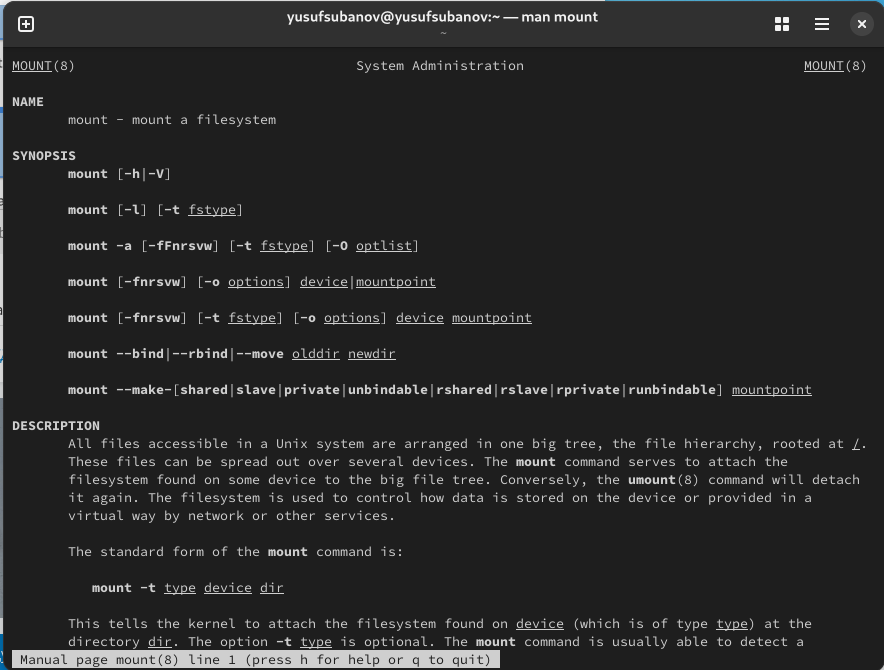 yusufsubanov@yusufsubanov:~ — man mount
~
MOUNT(8) System Administration MOUNT(8)
NAME
mount - mount a filesystem
SYNOPSIS
mount [-h|-V]
mount [-l] [-t fstype]
mount -a [-fFnrsvw] [-t fstype] [-O optlist]
mount [-fnrsvw] [-o options] device|mountpoint
mount [-fnrsvw] [-t fstype] [-o options] device mountpoint
mount --bind|--rbind|--move olddir newdir
mount --make-[shared|slave|private|unbindable|rshared|rslave|rprivate|runbindable] mountpoint
DESCRIPTION
All files accessible in a Unix system are arranged in one big tree, the file hierarchy, rooted at /.
These files can be spread out over several devices. The mount command serves to attach the
filesystem found on some device to the big file tree. Conversely, the umount(8) command will detach
it again. The filesystem is used to control how data is stored on the device or provided in a
virtual way by network or other services.
The standard form of the mount command is:
mount -t type device dir
This tells the kernel to attach the filesystem found on device (which is of type type) at the
directory dir. The option -t type is optional. The mount command is usually able to detect a
Manual page mount(8) line 1 (press h for help or q to quit)